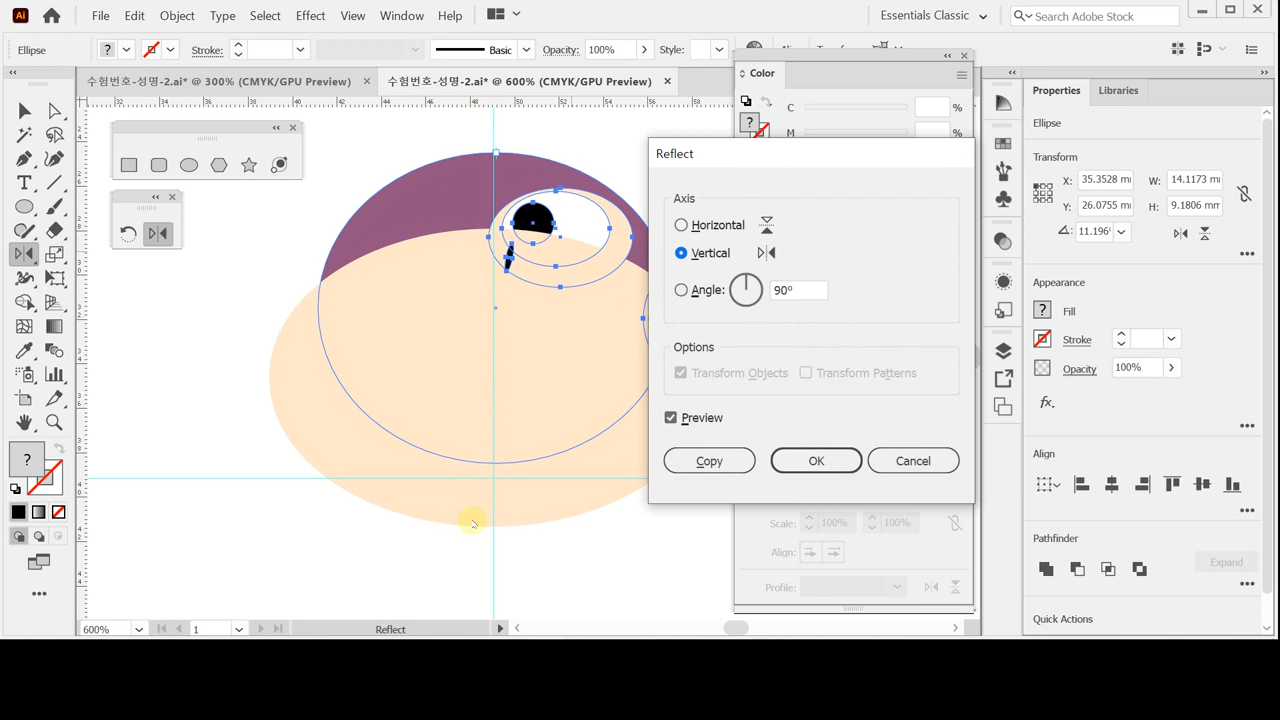 Ai File Edit Object Type Select Effect View Window Help Essentials Classic Search Adobe Stock
Ellipse ? Stroke: Basic Opacity: 100% Style:
수험번호-성명-2.ai* @ 300% (CMYK/GPU Preview) × 수험번호-성명-2.ai* @ 600% (CMYK/GPU Preview) ×
Color
C %
M %
?
Properties Libraries
Ellipse
Transform
X: 35.3528 mm W: 14.1173 mm
Y: 26.0755 mm H: 9.1806 mm
11.196°
Reflect
Axis
Horizontal
Vertical
Angle: 90°
Options
Transform Objects Transform Patterns
Preview
Copy OK Cancel
Appearance
? Fill
Stroke
Opacity 100%
fx.
Align
Pathfinder
Expand
Quick Actions
Scale: 100% 100%
Align:
Profile:
?
600% 1 Reflect